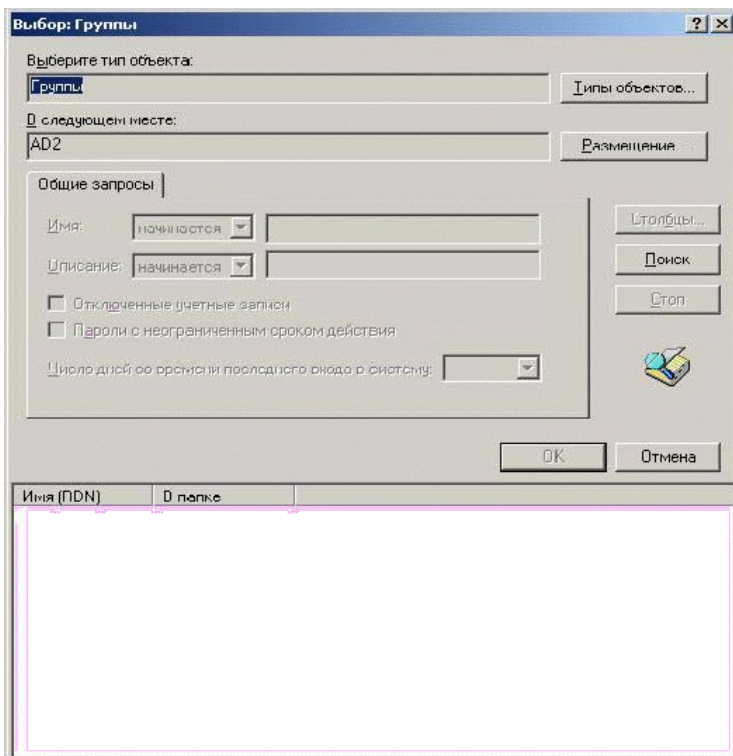 Выбор: Группы
Выберите тип объекта:
Группы
Типы объектов...
В следующем месте:
AD2
Размещение
Общие запросы
Имя:
начинается
Столбцы...
Описание:
начинается
Поиск
Отключенные учетные записи
Стоп
Пароли с неограниченным сроком действия
Число дней со времени последнего входа в систему:
OK
Отмена
Имя (RDN)
В папке